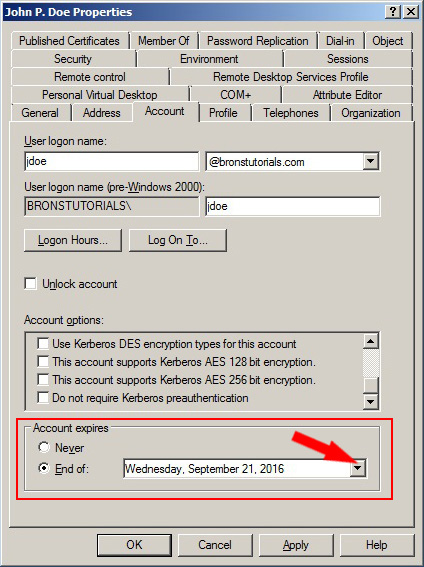 John P. Doe Properties
Published Certificates Member Of Password Replication Dial-in Object
Security Environment Sessions
Remote control Remote Desktop Services Profile
Personal Virtual Desktop COM+ Attribute Editor
General Address Account Profile Telephones Organization
User logon name:
jdoe @bronstutorials.com
User logon name (pre-Windows 2000):
BRONSTUTORIALS\ jdoe
Logon Hours... Log On To...
Unlock account
Account options:
Use Kerberos DES encryption types for this account
This account supports Kerberos AES 128 bit encryption.
This account supports Kerberos AES 256 bit encryption.
Do not require Kerberos preauthentication
Account expires
Never
End of: Wednesday, September 21, 2016
OK Cancel Apply Help